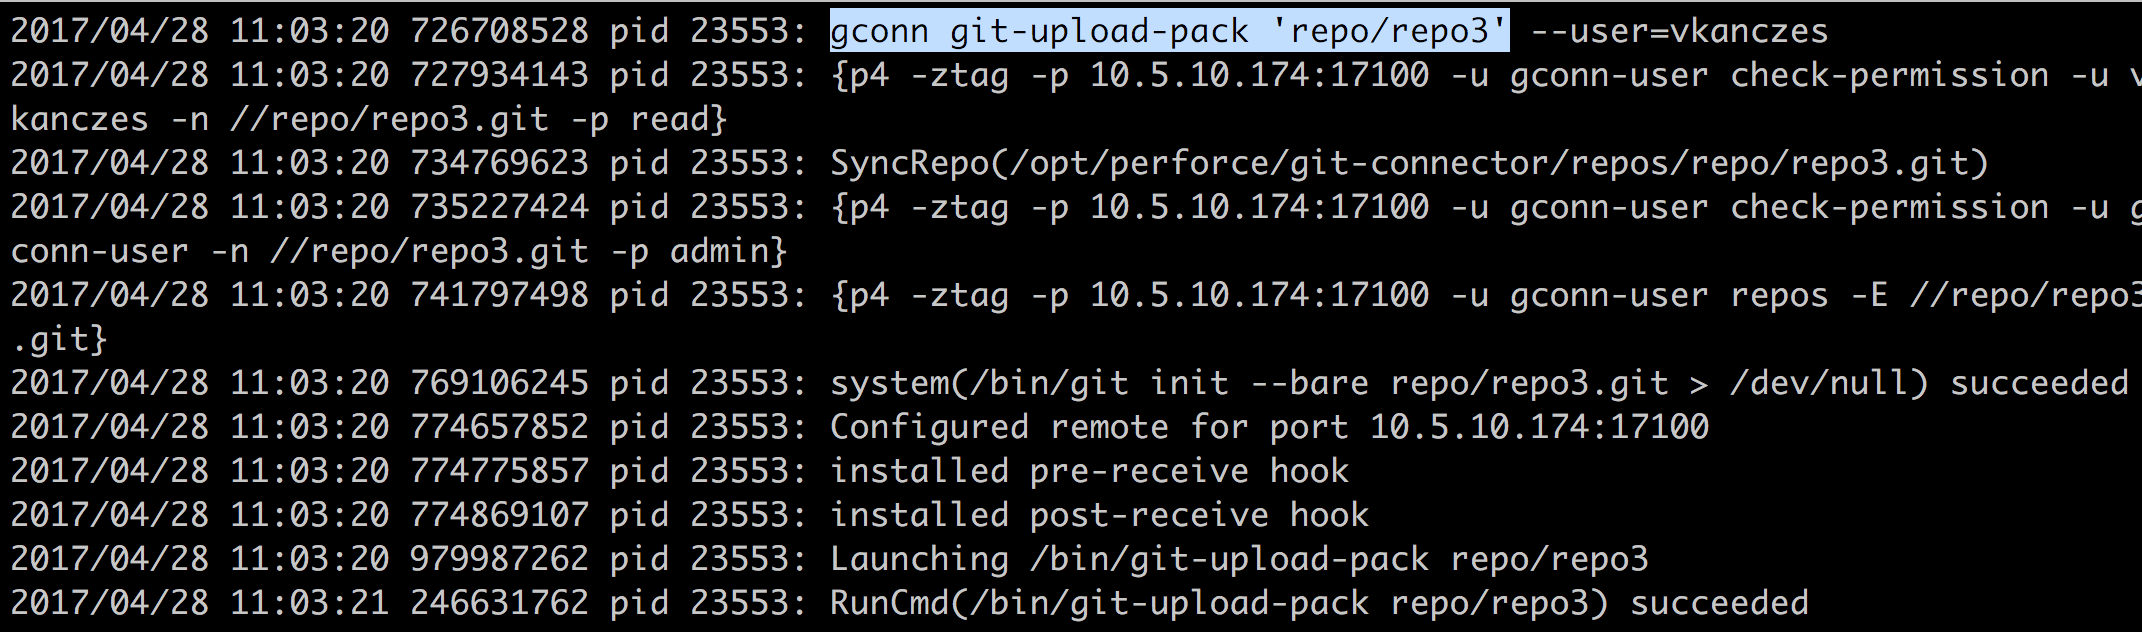 2017/04/28 11:03:20 726708528 pid 23553: gconn git-upload-pack 'repo/repo3' --user=vkanczes
2017/04/28 11:03:20 727934143 pid 23553: {p4 -ztag -p 10.5.10.174:17100 -u gconn-user check-permission -u v
kanczes -n //repo/repo3.git -p read}
2017/04/28 11:03:20 734769623 pid 23553: SyncRepo(/opt/perforce/git-connector/repos/repo/repo3.git)
2017/04/28 11:03:20 735227424 pid 23553: {p4 -ztag -p 10.5.10.174:17100 -u gconn-user check-permission -u g
conn-user -n //repo/repo3.git -p admin}
2017/04/28 11:03:20 741797498 pid 23553: {p4 -ztag -p 10.5.10.174:17100 -u gconn-user repos -E //repo/repo3
.git}
2017/04/28 11:03:20 769106245 pid 23553: system(/bin/git init --bare repo/repo3.git > /dev/null) succeeded
2017/04/28 11:03:20 774657852 pid 23553: Configured remote for port 10.5.10.174:17100
2017/04/28 11:03:20 774775857 pid 23553: installed pre-receive hook
2017/04/28 11:03:20 774869107 pid 23553: installed post-receive hook
2017/04/28 11:03:20 979987262 pid 23553: Launching /bin/git-upload-pack repo/repo3
2017/04/28 11:03:21 246631762 pid 23553: RunCmd(/bin/git-upload-pack repo/repo3) succeeded